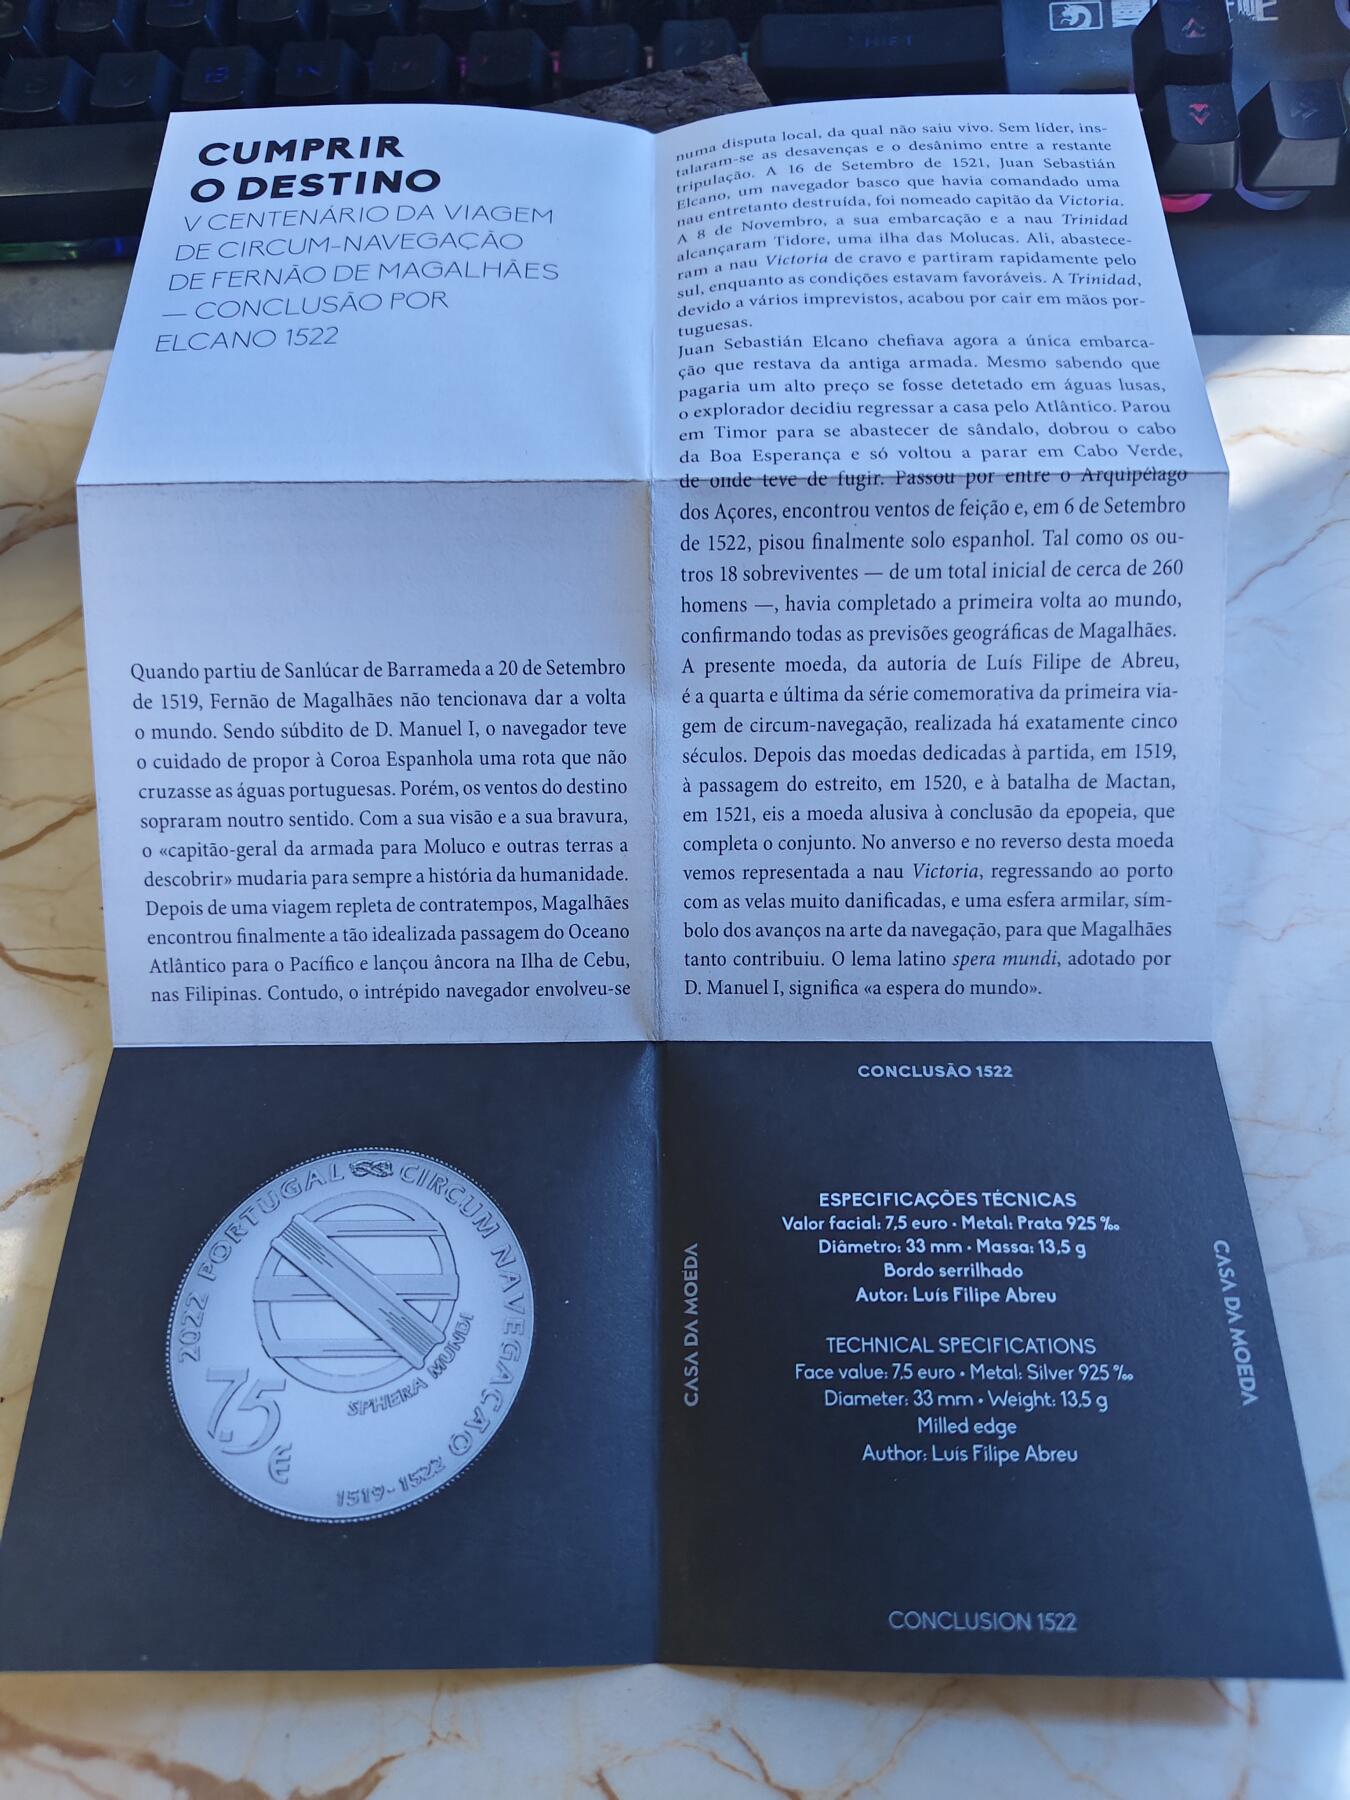 CUMPRIR
O DESTINO
V CENTENÁRIO DA VIAGEM
DE CIRCUM-NAVEGAÇÃO
DE FERNÃO DE MAGALHÃES
— CONCLUSÃO POR
ELCANO 1522
Quando partiu de Sanlúcar de Barrameda a 20 de Setembro
de 1519, Fernão de Magalhães não tencionava dar a volta
o mundo. Sendo súbdito de D. Manuel I, o navegador teve
o cuidado de propor à Coroa Espanhola uma rota que não
cruzasse as águas portuguesas. Porém, os ventos do destino
sopraram noutro sentido. Com a sua visão e a sua bravura,
o «capitão-geral da armada para Moluco e outras terras a
descobrir» mudaria para sempre a história da humanidade.
Depois de uma viagem repleta de contratempos, Magalhães
encontrou finalmente a tão idealizada passagem do Oceano
Atlântico para o Pacífico e lançou âncora na Ilha de Cebu,
nas Filipinas. Contudo, o intrépido navegador envolveu-se
numa disputa local, da qual não saiu vivo. Sem líder, ins-
talaram-se as desavenças e o desânimo entre a restante
tripulação. A 16 de Setembro de 1521, Juan Sebastián
Elcano, um navegador basco que havia comandado uma
nau entretanto destruída, foi nomeado capitão da Victoria.
A 8 de Novembro, a sua embarcação e a nau Trinidad
alcançaram Tidore, uma ilha das Molucas. Ali, abastece-
ram a nau Victoria de cravo e partiram rapidamente pelo
sul, enquanto as condições estavam favoráveis. A Trinidad,
devido a vários imprevistos, acabou por cair em mãos por-
tuguesas.
Juan Sebastián Elcano chefiava agora a única embarca-
ção que restava da antiga armada. Mesmo sabendo que
pagaria um alto preço se fosse detetado em águas lusas,
o explorador decidiu regressar a casa pelo Atlântico. Parou
em Timor para se abastecer de sândalo, dobrou o cabo
da Boa Esperança e só voltou a parar em Cabo Verde,
de onde teve de fugir. Passou por entre o Arquipélago
dos Açores, encontrou ventos de feição e, em 6 de Setembro
de 1522, pisou finalmente solo espanhol. Tal como os ou-
tros 18 sobreviventes — de um total inicial de cerca de 260
homens —, havia completado a primeira volta ao mundo,
confirmando todas as previsões geográficas de Magalhães.
A presente moeda, da autoria de Luís Filipe de Abreu,
é a quarta e última da série comemorativa da primeira via-
gem de circum-navegação, realizada há exatamente cinco
séculos. Depois das moedas dedicadas à partida, em 1519,
à passagem do estreito, em 1520, e à batalha de Mactan,
em 1521, eis a moeda alusiva à conclusão da epopeia, que
completa o conjunto. No anverso e no reverso desta moeda
vemos representada a nau Victoria, regressando ao porto
com as velas muito danificadas, e uma esfera armilar, sím-
bolo dos avanços na arte da navegação, para que Magalhães
tanto contribuiu. O lema latino spera mundi, adotado por
D. Manuel I, significa «a espera do mundo».
2022 PORTUGAL CIRCUM NAVEGAÇÃO
SPHERA MUNDI
7,5
EUR
1519-1522
CONCLUSÃO 1522
CASA DA MOEDA
ESPECIFICAÇÕES TÉCNICAS
Valor facial: 7,5 euro • Metal: Prata 925 ‰
Diâmetro: 33 mm • Massa: 13,5 g
Bordo serrilhado
Autor: Luís Filipe Abreu
TECHNICAL SPECIFICATIONS
Face value: 7.5 euro • Metal: Silver 925 ‰
Diameter: 33 mm • Weight: 13.5 g
Milled edge
Author: Luís Filipe Abreu
CASA DA MOEDA
CONCLUSION 1522
SHIFT